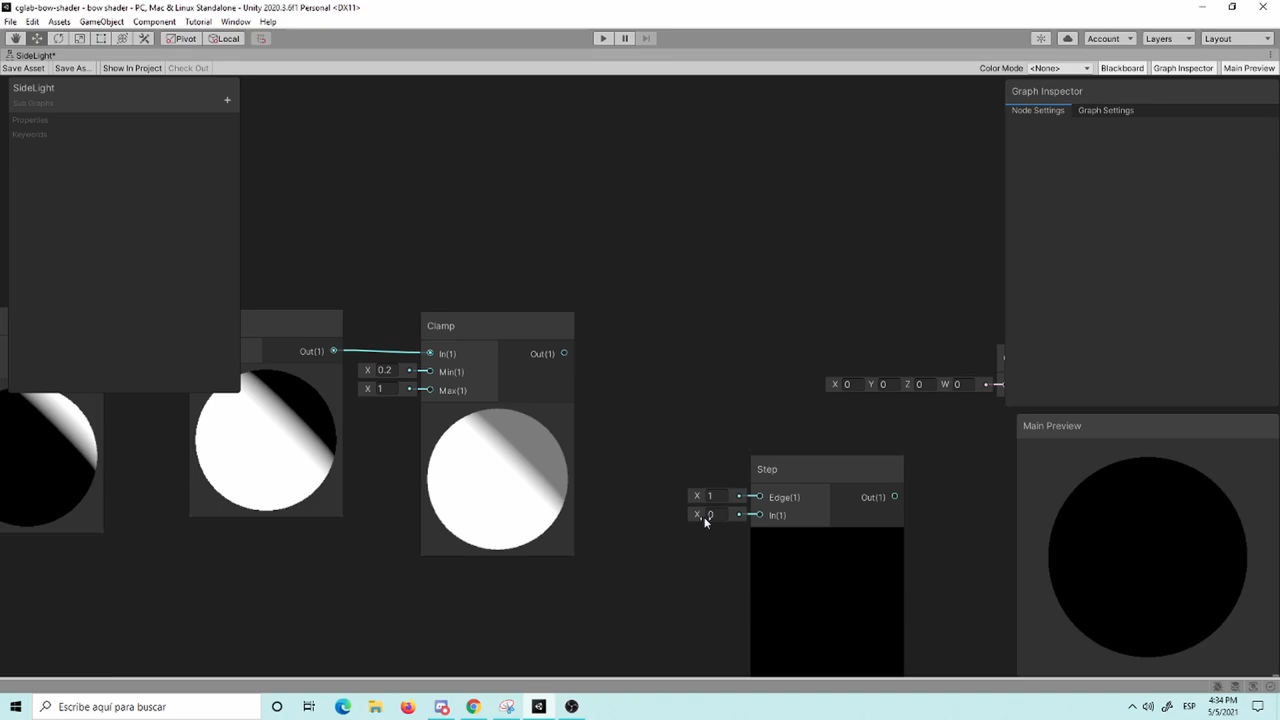 cglab-bow-shader - bow shader - PC, Mac & Linux Standalone - Unity 2020.3.6f1 Personal <DX11>
File Edit Assets GameObject Component Tutorial Window Help
Pivot Local Account Layers Layout
SideLight*
Save Asset Save As... Show In Project Check Out Color Mode <None> Blackboard Graph Inspector Main Preview
SideLight
Sub Graphs
+
Properties
Keywords
Graph Inspector
Node Settings Graph Settings
Clamp
Out(1)
In(1) Out(1)
X 0.2 Min(1)
X 1 Max(1)
X 0 Y 0 Z 0 W 0
Main Preview
Step
X 1 Edge(1) Out(1)
X 0 In(1)
Escribe aquí para buscar
ESP
4:34 PM
5/5/2021